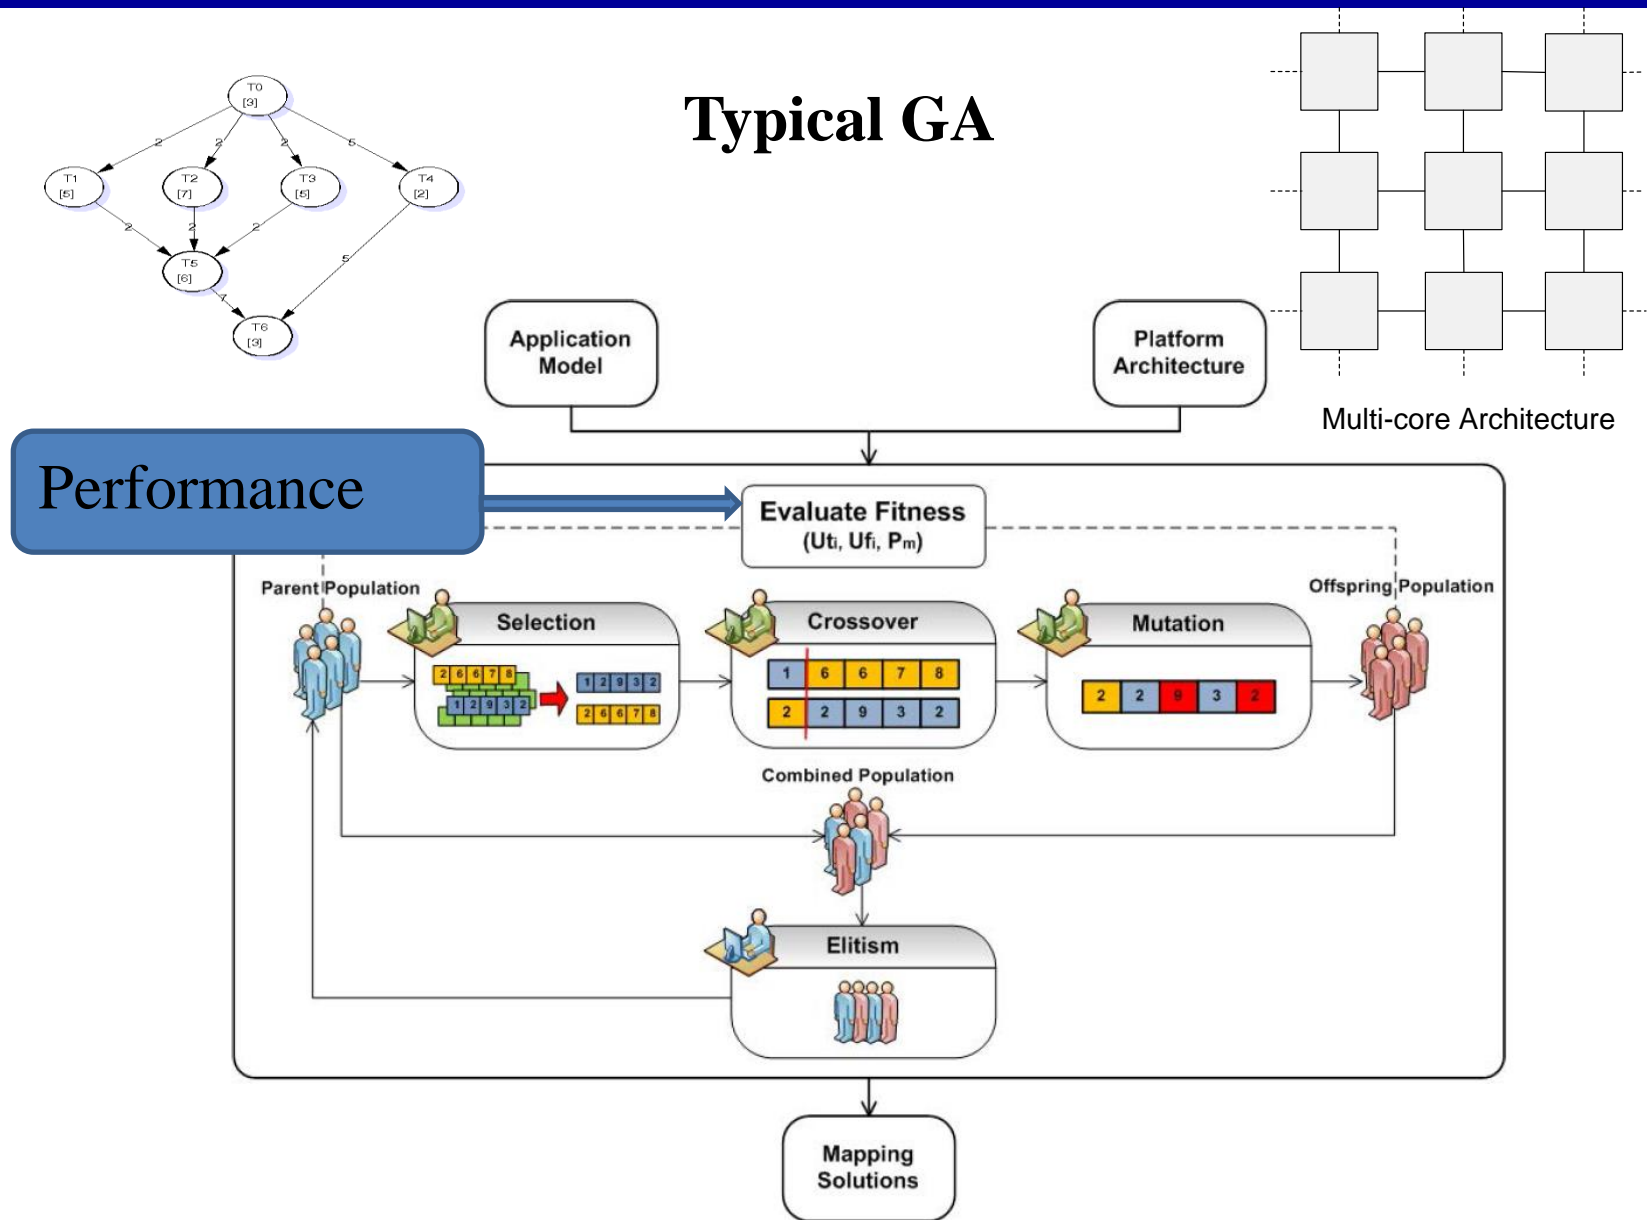 Typical GA
T0
[3]
2
2
2
5
T1
[5]
T2
[7]
T3
[5]
T4
[2]
2
2
2
5
T5
[6]
7
T6
[3]
Application
Model
Platform
Architecture
Multi-core Architecture
Performance
Evaluate Fitness
(Uti, Ufi, Pm)
Parent Population
Offspring Population
Selection
Crossover
Mutation
2 6 6 7 8
1 2 9 3 2
1 2 9 3 2
2 6 6 7 8
1 6 6 7 8
2 2 9 3 2
2 2 9 3 2
Combined Population
Elitism
Mapping
Solutions